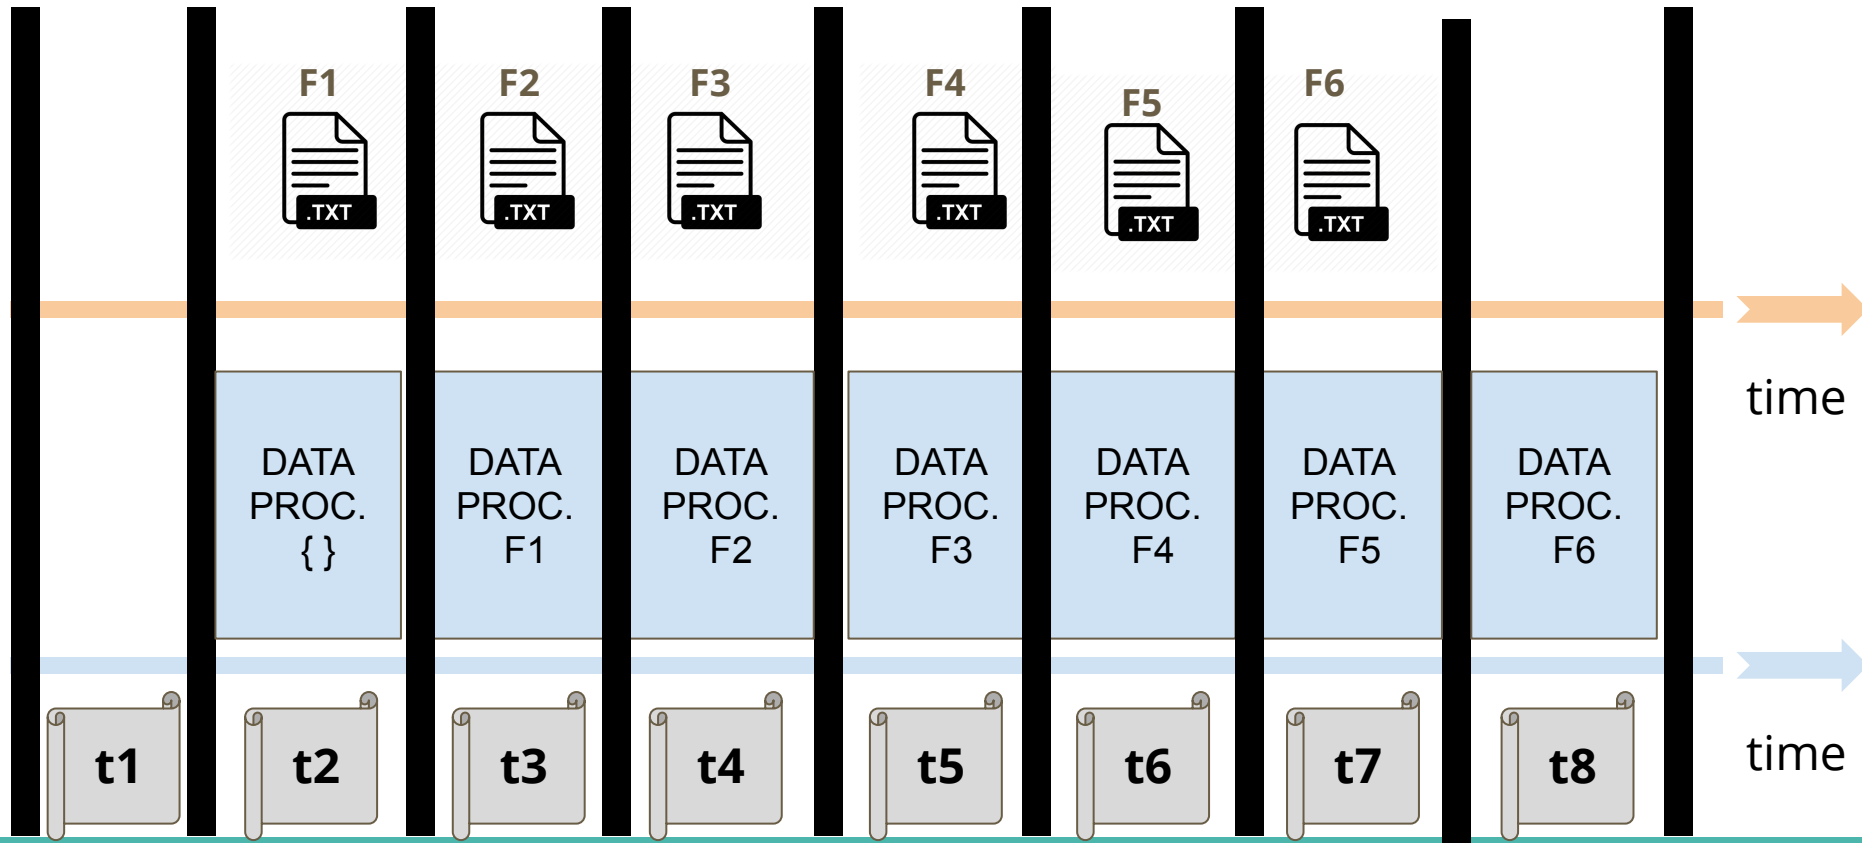 F1
F2
F3
F4
F5
F6
.TXT
.TXT
.TXT
.TXT
.TXT
.TXT
time
DATA
PROC.
{ }
DATA
PROC.
F1
DATA
PROC.
F2
DATA
PROC.
F3
DATA
PROC.
F4
DATA
PROC.
F5
DATA
PROC.
F6
t1
t2
t3
t4
t5
t6
t7
t8
time